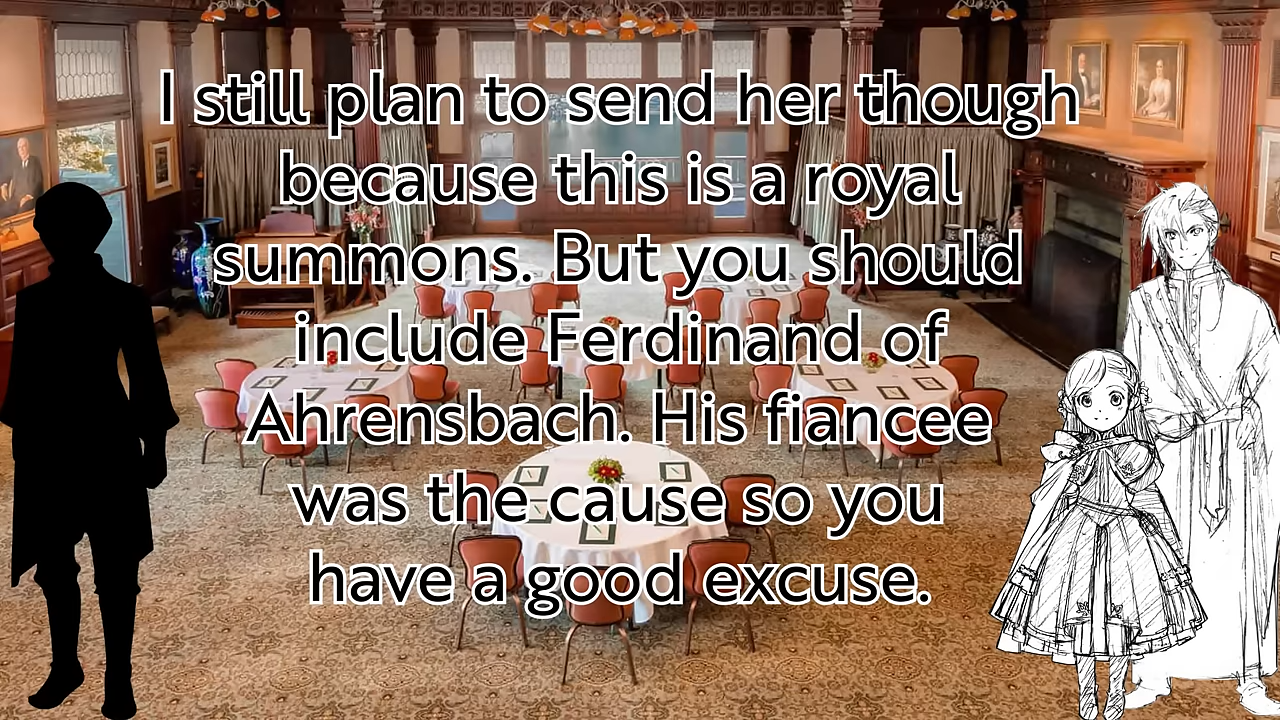 I still plan to send her though
because this is a royal
summons. But you should
include Ferdinand of
Ahrensbach. His fiancee
was the cause so you
have a good excuse.